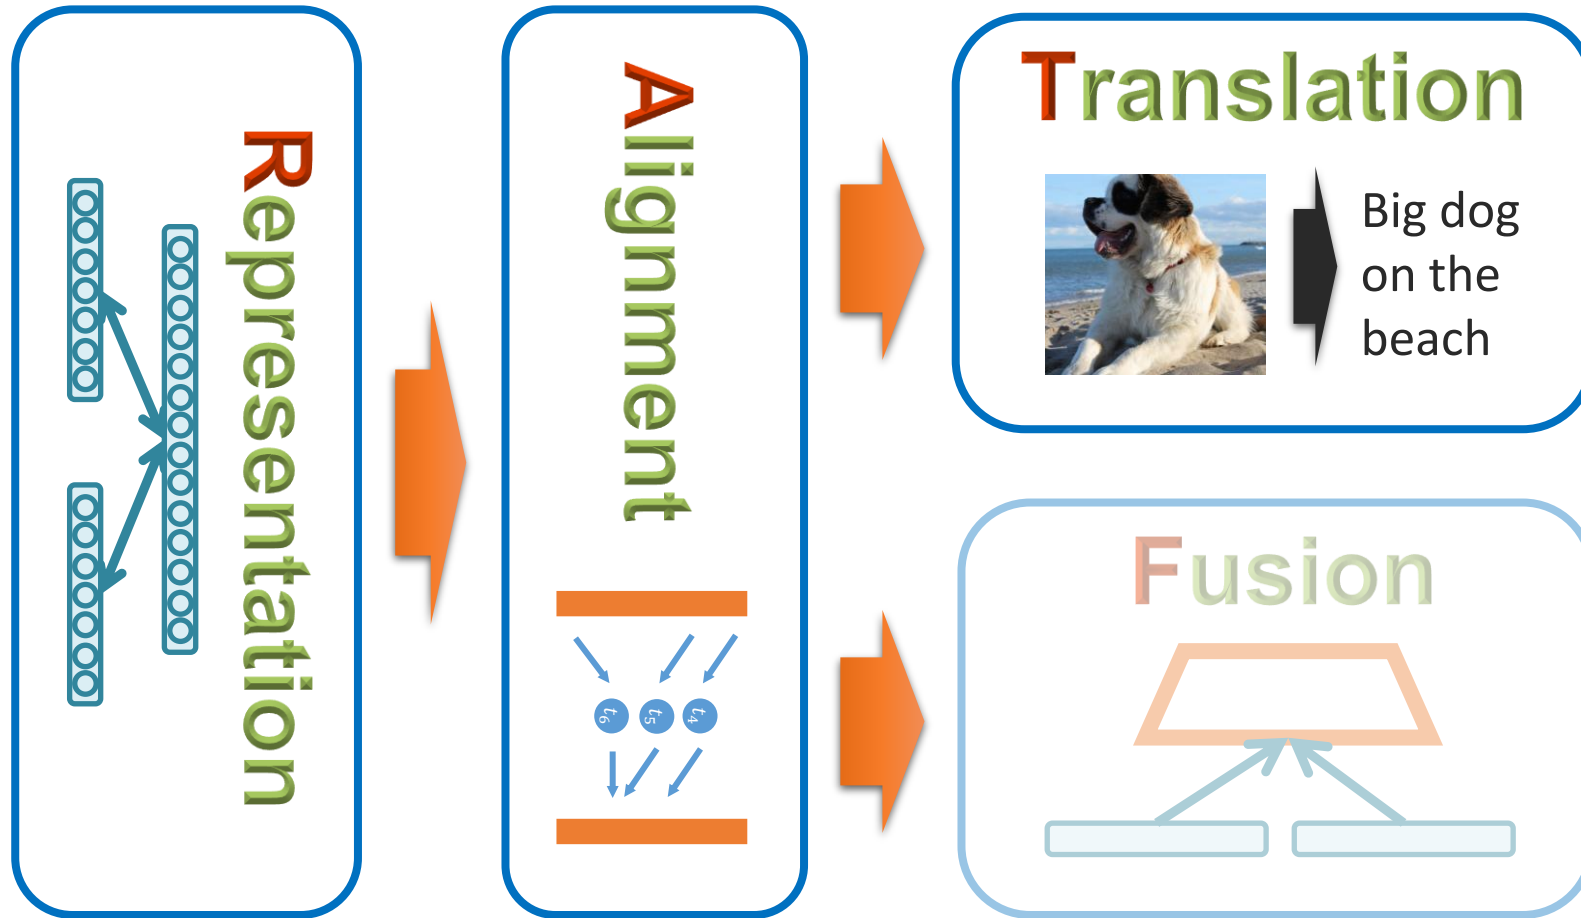 Representation
Alignment
t₆ t₅ t₄
Translation
Big dog
on the
beach
Fusion